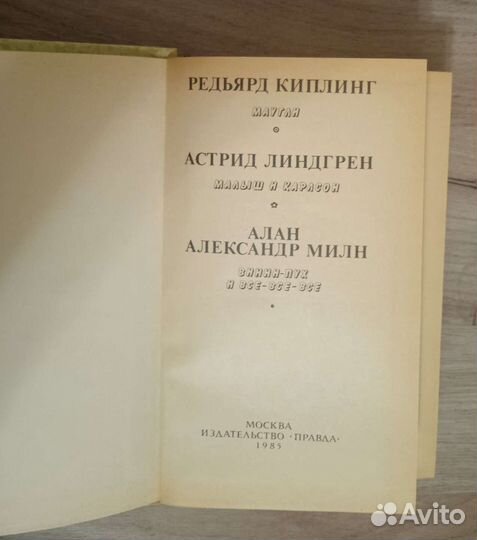 РЕДЬЯРД КИПЛИНГ
МАУГЛИ
АСТРИД ЛИНДГРЕН
МАЛЫШ И КАРЛСОН
АЛАН
АЛЕКСАНДР МИЛН
ВИННИ-ПУХ
И ВСЕ-ВСЕ-ВСЕ
МОСКВА
ИЗДАТЕЛЬСТВО «ПРАВДА»
1985
Avito